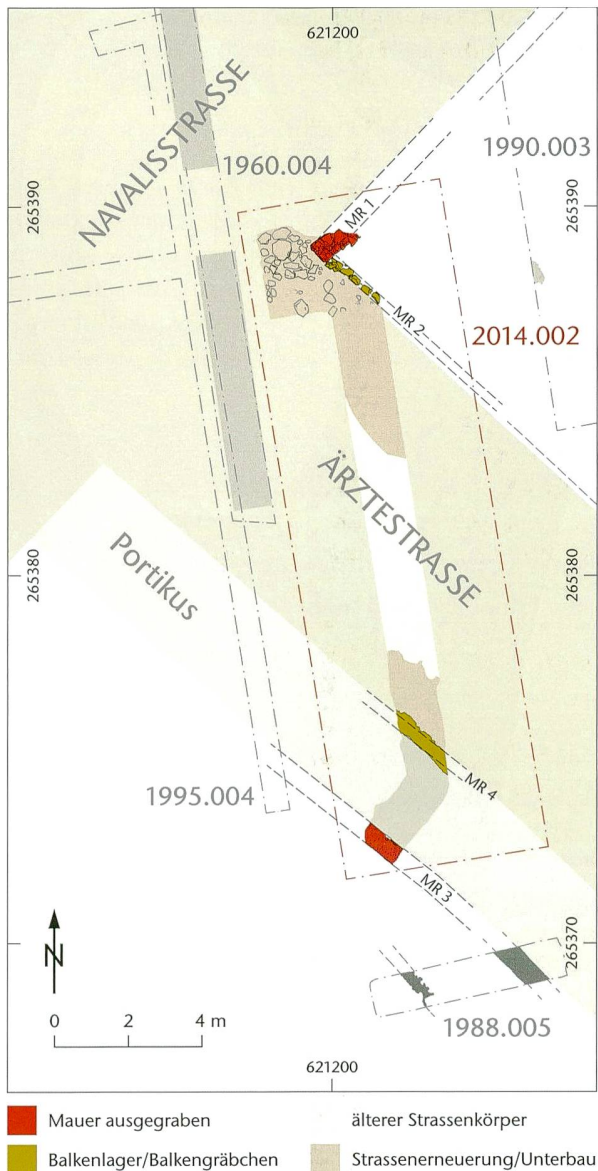 621200
NAVALISSTRASSE
1960.004
1990.003
265390
265390
MR 1
MR 2
2014.002
ÄRZTESTRASSE
Portikus
265380
265380
1995.004
MR 4
MR 3
N
265370
0 2 4 m
1988.005
621200
Mauer ausgegraben
älterer Strassenkörper
Balkenlager/Balkengräbchen
Strassenerneuerung/Unterbau